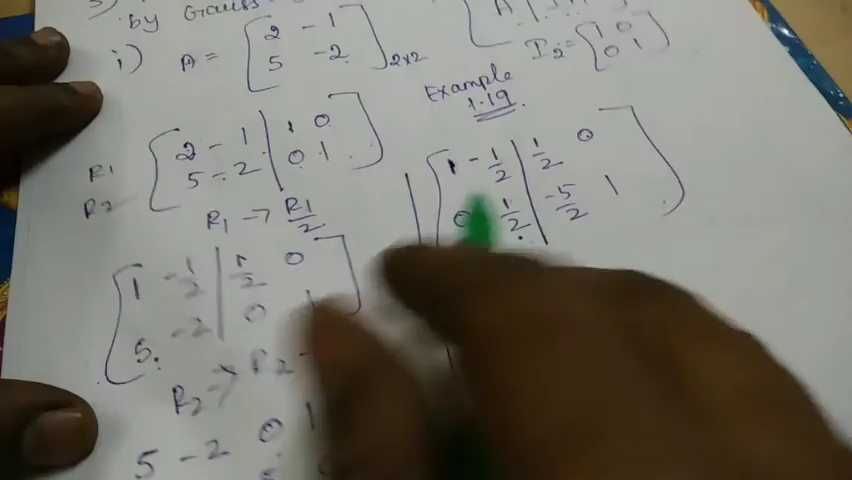 by Gauss
i) A = [ 2 -1
5 -2 ]2x2
I2 = [ 1 0
0 1 ]
Example
1.19
R1 [ 2 -1 | 1 0
R2 5 -2 | 0 1 ]
R1 → R1/2
[ 1 -1/2 | 1/2 0
5 -2 | 0 1 ]
R2 → R2 -
5 -2 0 1
[ 1 -1/2 | 1/2 0
0 1/2 | -5/2 1 ]